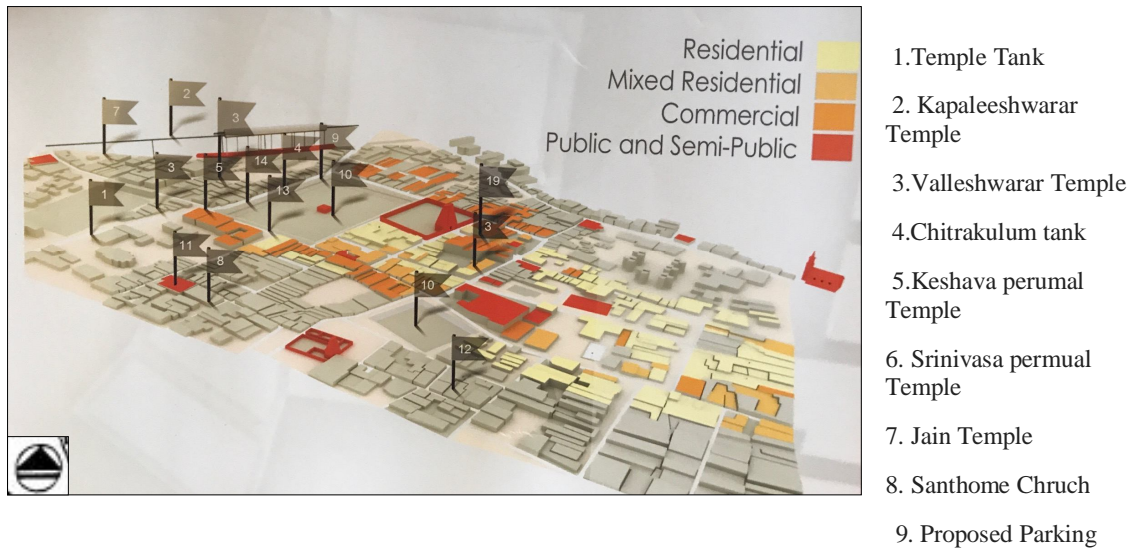 Residential
Mixed Residential
Commercial
Public and Semi-Public
2
7
3
9
4
14
3
5
10
19
13
1
3
11
8
10
12
1.Temple Tank
2. Kapaleeshwarar
Temple
3.Valleshwarar Temple
4.Chitrakulum tank
5.Keshava perumal
Temple
6. Srinivasa permual
Temple
7. Jain Temple
8. Santhome Chruch
9. Proposed Parking